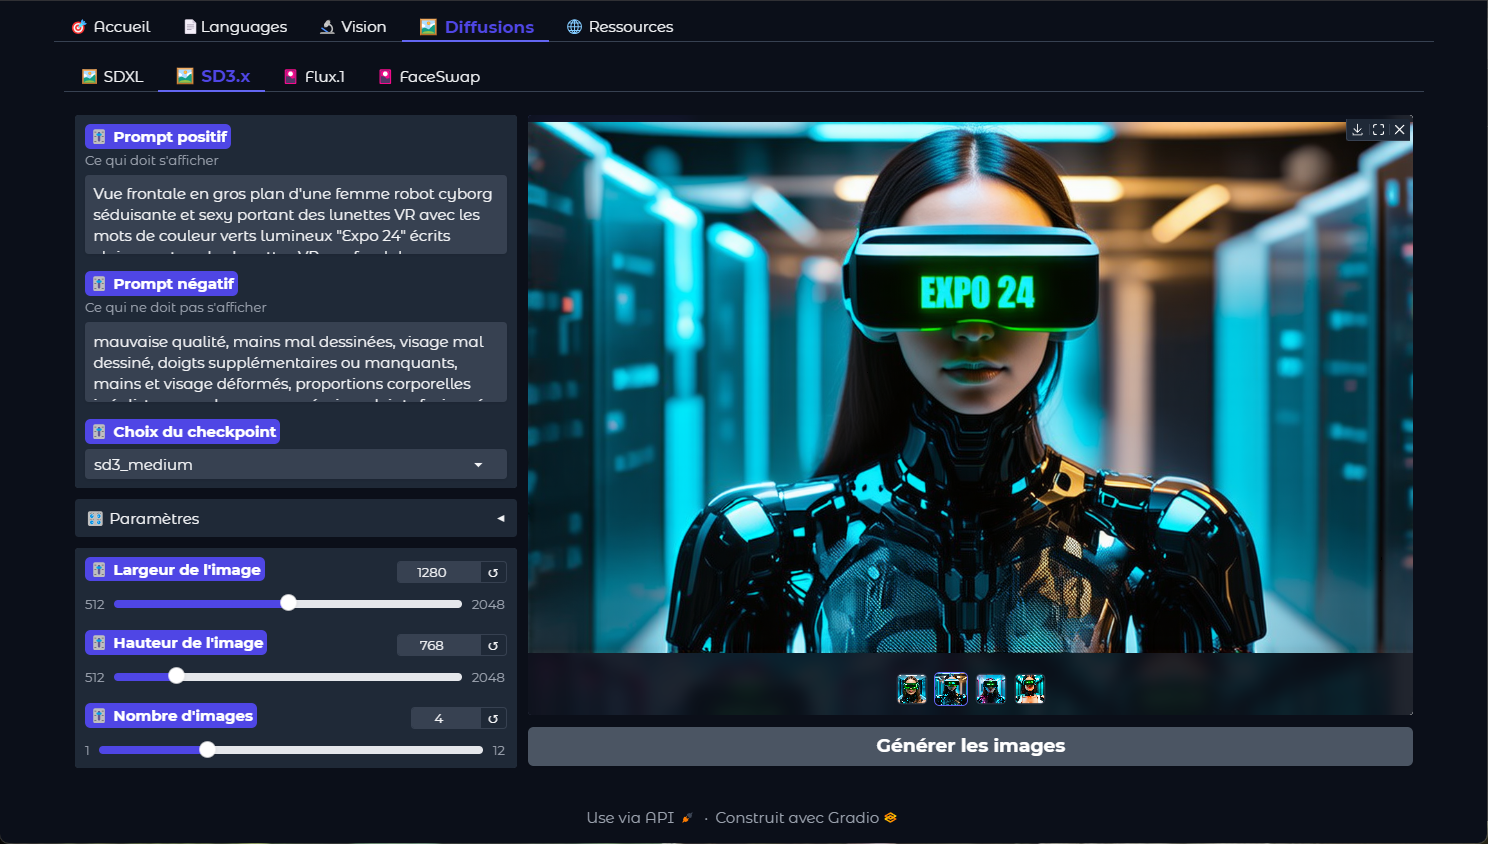 Accueil
Languages
Vision
Diffusions
Ressources
SDXL
SD3.x
Flux.1
FaceSwap
Prompt positif
Ce qui doit s'afficher
Vue frontale en gros plan d'une femme robot cyborg
séduisante et sexy portant des lunettes VR avec les
mots de couleur verts lumineux "Expo 24" écrits
Prompt négatif
Ce qui ne doit pas s'afficher
mauvaise qualité, mains mal dessinées, visage mal
dessiné, doigts supplémentaires ou manquants,
mains et visage déformés, proportions corporelles
Choix du checkpoint
sd3_medium
Paramètres
Largeur de l'image
1280
512
2048
Hauteur de l'image
768
512
2048
Nombre d'images
4
1
12
EXPO 24
Générer les images
Use via API
·
Construit avec Gradio